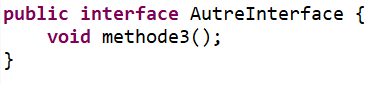 public interface AutreInterface {
    void methode3();
}